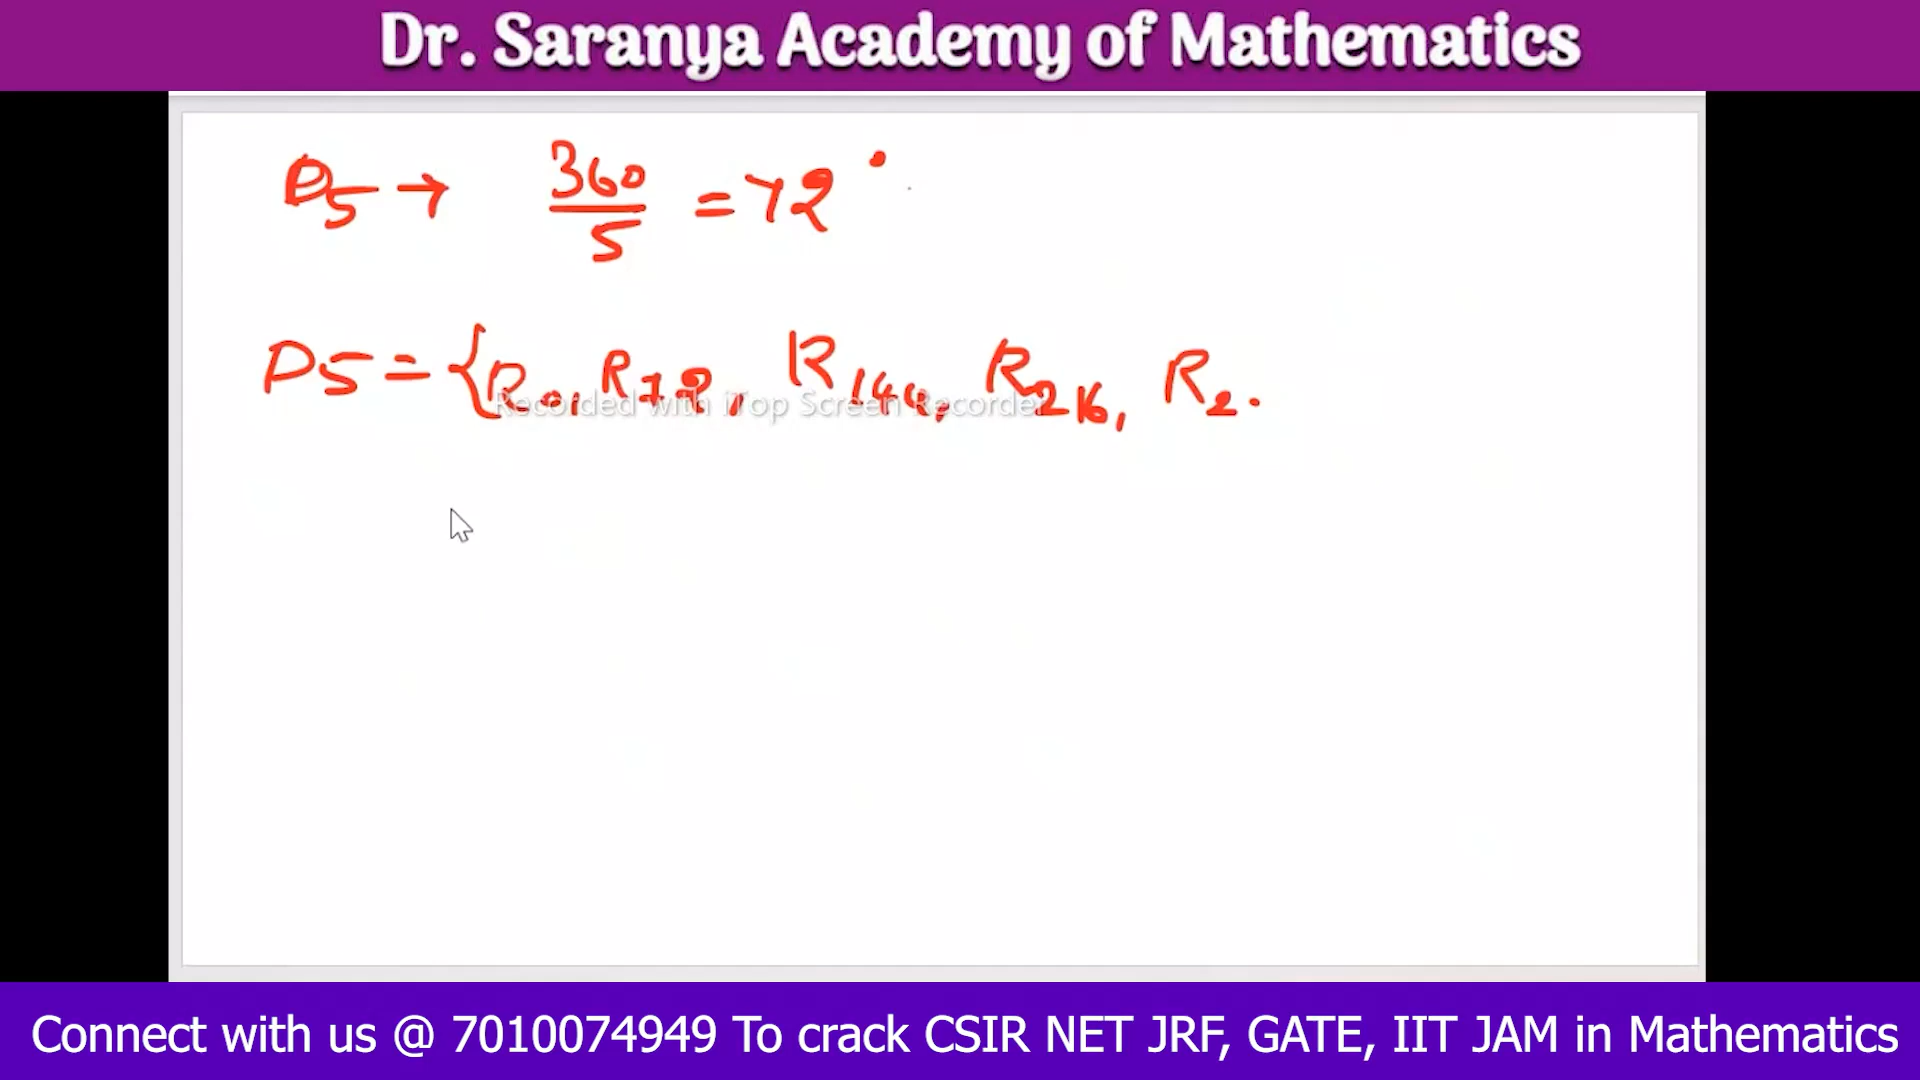 Dr. Saranya Academy of Mathematics
D5 → 360/5 = 72°
D5 = {R0, R72, R144, R216, R2.
Recorded with iTop Screen Recorder
Connect with us @ 7010074949 To crack CSIR NET JRF, GATE, IIT JAM in Mathematics